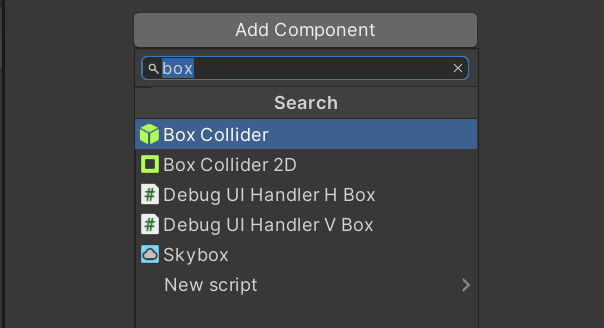 Add Component
box
Search
Box Collider
Box Collider 2D
Debug UI Handler H Box
Debug UI Handler V Box
Skybox
New script